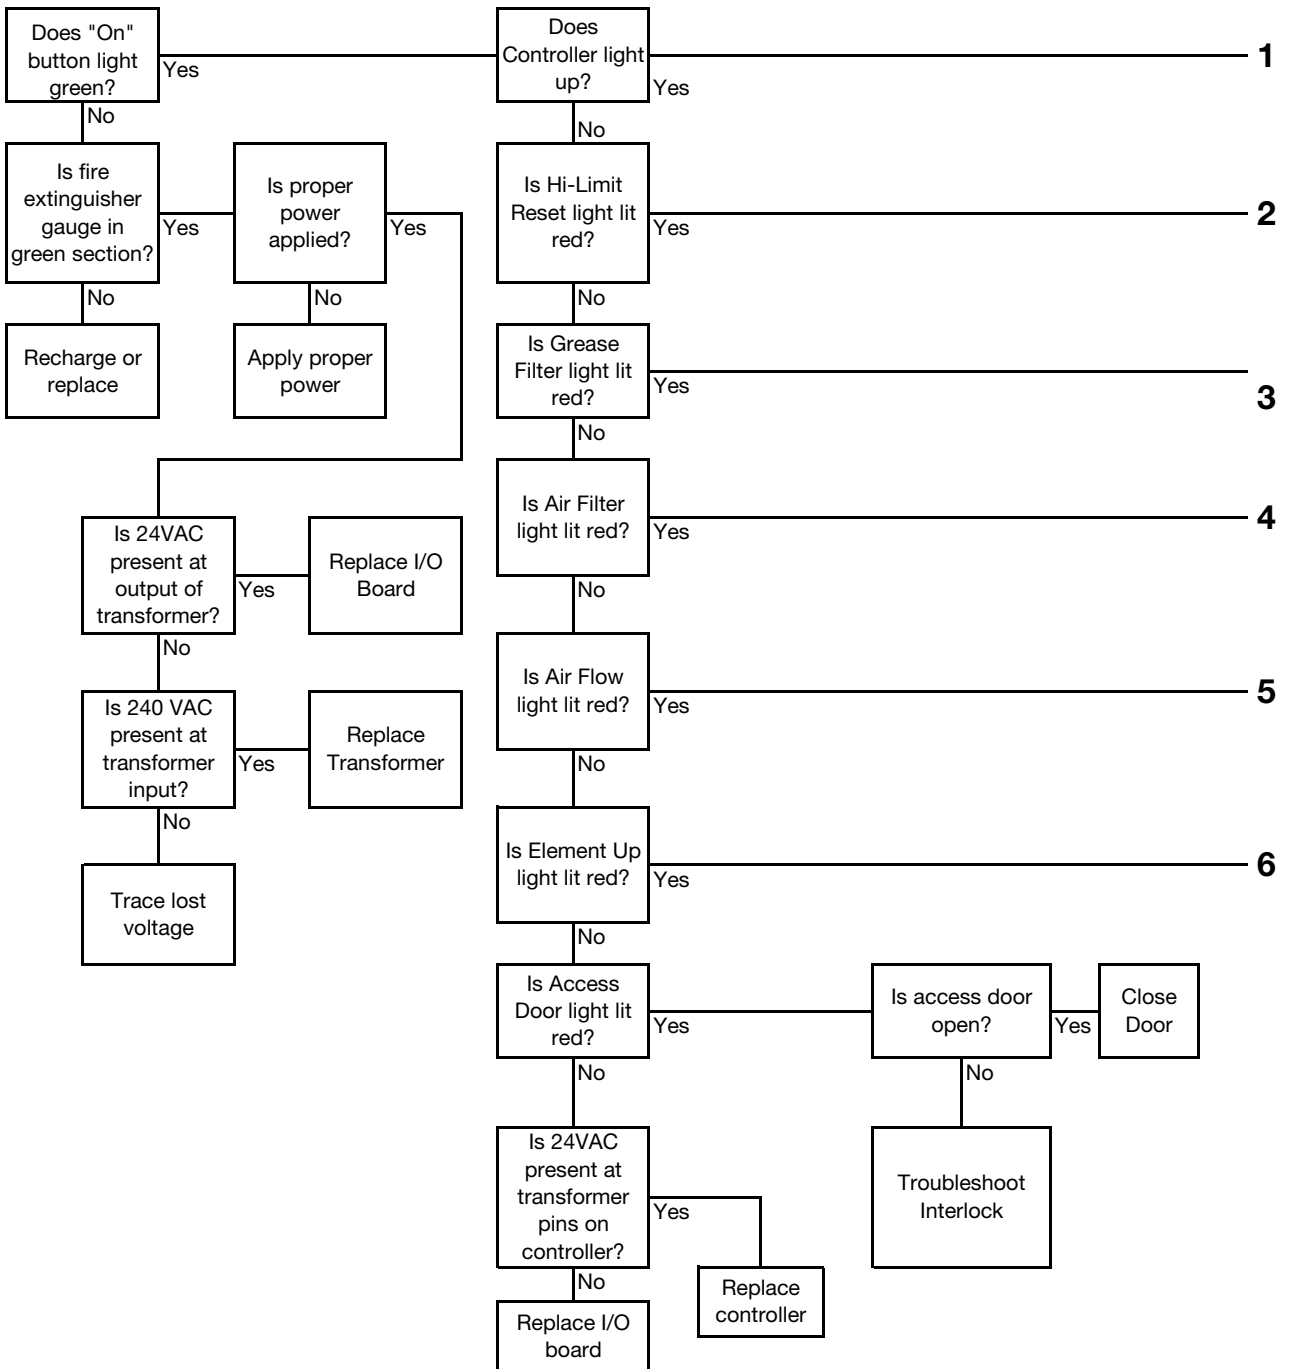 Does "On"
button light
green?
Yes
No
Does
Controller light
up?
Yes
1
No
Is fire
extinguisher
gauge in
green section?
Yes
No
Is proper
power
applied?
Yes
No
Is Hi-Limit
Reset light lit
red?
Yes
2
No
Recharge or
replace
Apply proper
power
Is Grease
Filter light lit
red?
Yes
3
No
Is Air Filter
light lit red?
Yes
4
No
Is 24VAC
present at
output of
transformer?
Yes
No
Replace I/O
Board
Is Air Flow
light lit red?
Yes
5
No
Is 240 VAC
present at
transformer
input?
Yes
No
Replace
Transformer
Is Element Up
light lit red?
Yes
6
No
Trace lost
voltage
Is Access
Door light lit
red?
Yes
No
Is access door
open?
Yes
No
Close
Door
Is 24VAC
present at
transformer
pins on
controller?
Yes
No
Troubleshoot
Interlock
Replace
controller
Replace I/O
board